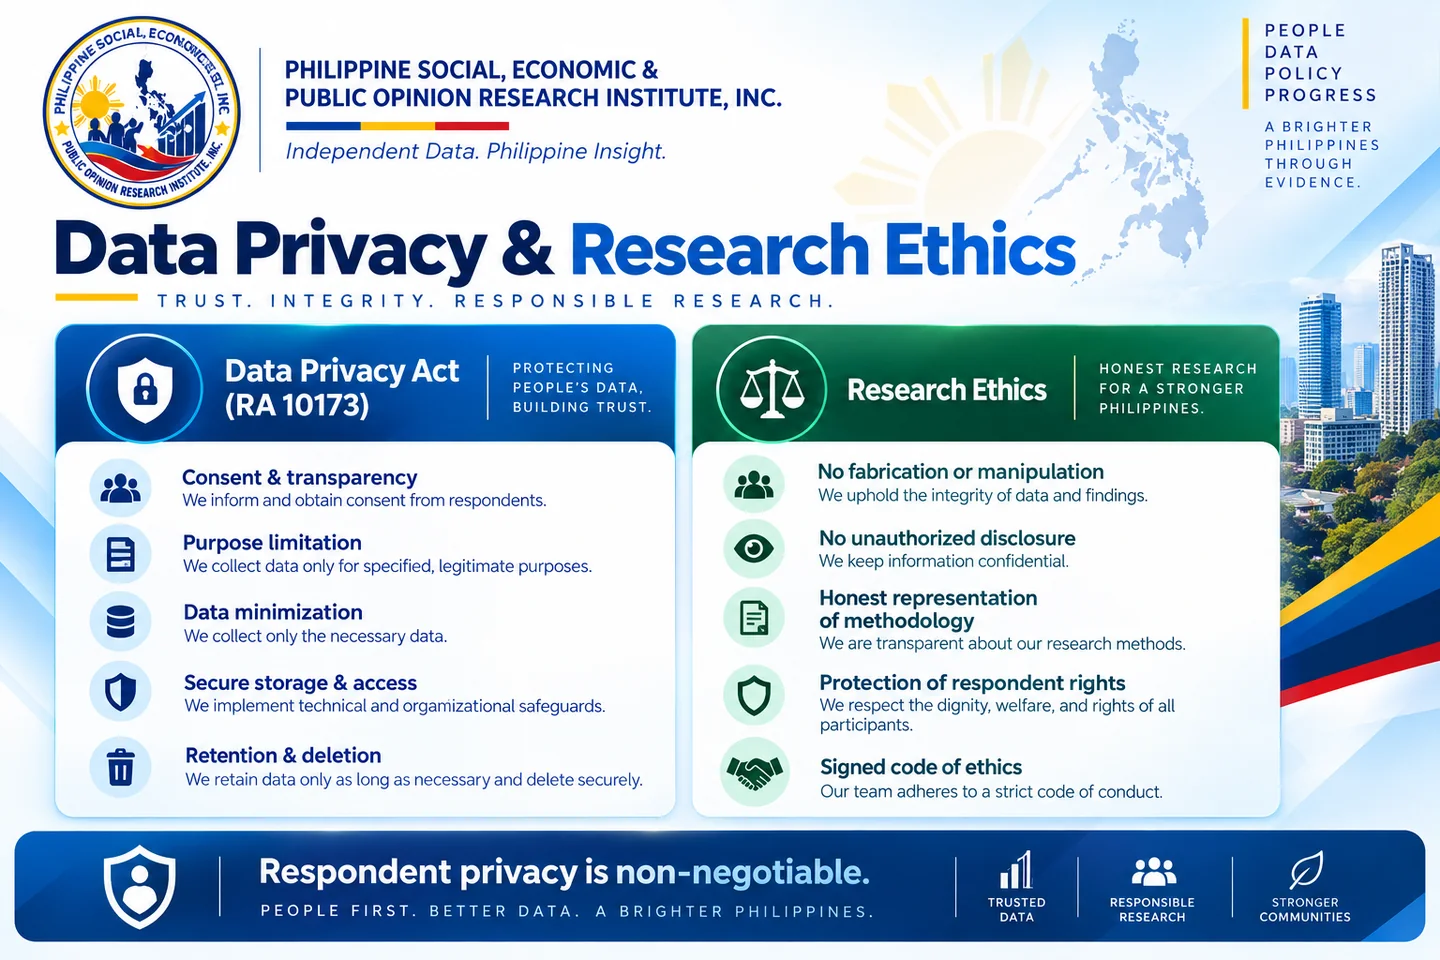 PHILIPPINE SOCIAL, ECONOMIC &
PUBLIC OPINION RESEARCH INSTITUTE, INC.
Independent Data. Philippine Insight.
PHILIPPINE SOCIAL,
INC
PUBLIC OPINION RESEARCH INSTITUTE, INC.
PEOPLE
DATA
POLICY
PROGRESS
A BRIGHTER
PHILIPPINES
THROUGH
EVIDENCE.
Data Privacy & Research Ethics
TRUST. INTEGRITY. RESPONSIBLE RESEARCH.
Data Privacy Act
(RA 10173)
PROTECTING
PEOPLE'S DATA,
BUILDING TRUST.
Consent & transparency
We inform and obtain consent from respondents.
Purpose limitation
We collect data only for specified, legitimate purposes.
Data minimization
We collect only the necessary data.
Secure storage & access
We implement technical and organizational safeguards.
Retention & deletion
We retain data only as long as necessary and delete securely.
Research Ethics
HONEST RESEARCH
FOR A STRONGER
PHILIPPINES.
No fabrication or manipulation
We uphold the integrity of data and findings.
No unauthorized disclosure
We keep information confidential.
Honest representation
of methodology
We are transparent about our research methods.
Protection of respondent rights
We respect the dignity, welfare, and rights of all
participants.
Signed code of ethics
Our team adheres to a strict code of conduct.
Respondent privacy is non-negotiable.
PEOPLE FIRST. BETTER DATA. A BRIGHTER PHILIPPINES.
TRUSTED
DATA
RESPONSIBLE
RESEARCH
STRONGER
COMMUNITIES